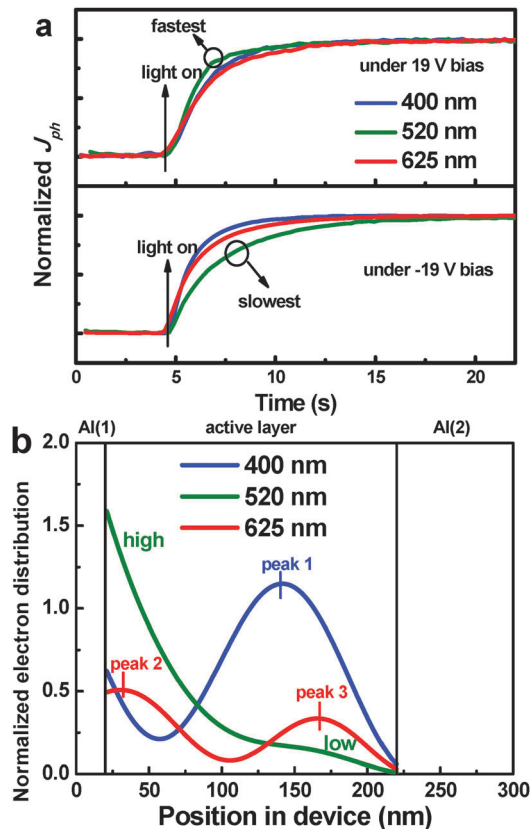 a
fastest
light on
under 19 V bias
400 nm
520 nm
625 nm
Normalized Jph
light on
under -19 V bias
slowest
0 5 10 15 20
Time (s)
b
Al(1) active layer Al(2)
2.0
1.5
1.0
0.5
0.0
Normalized electron distribution
400 nm
520 nm
625 nm
high
peak 1
peak 2
peak 3
low
0 50 100 150 200 250 300
Position in device (nm)